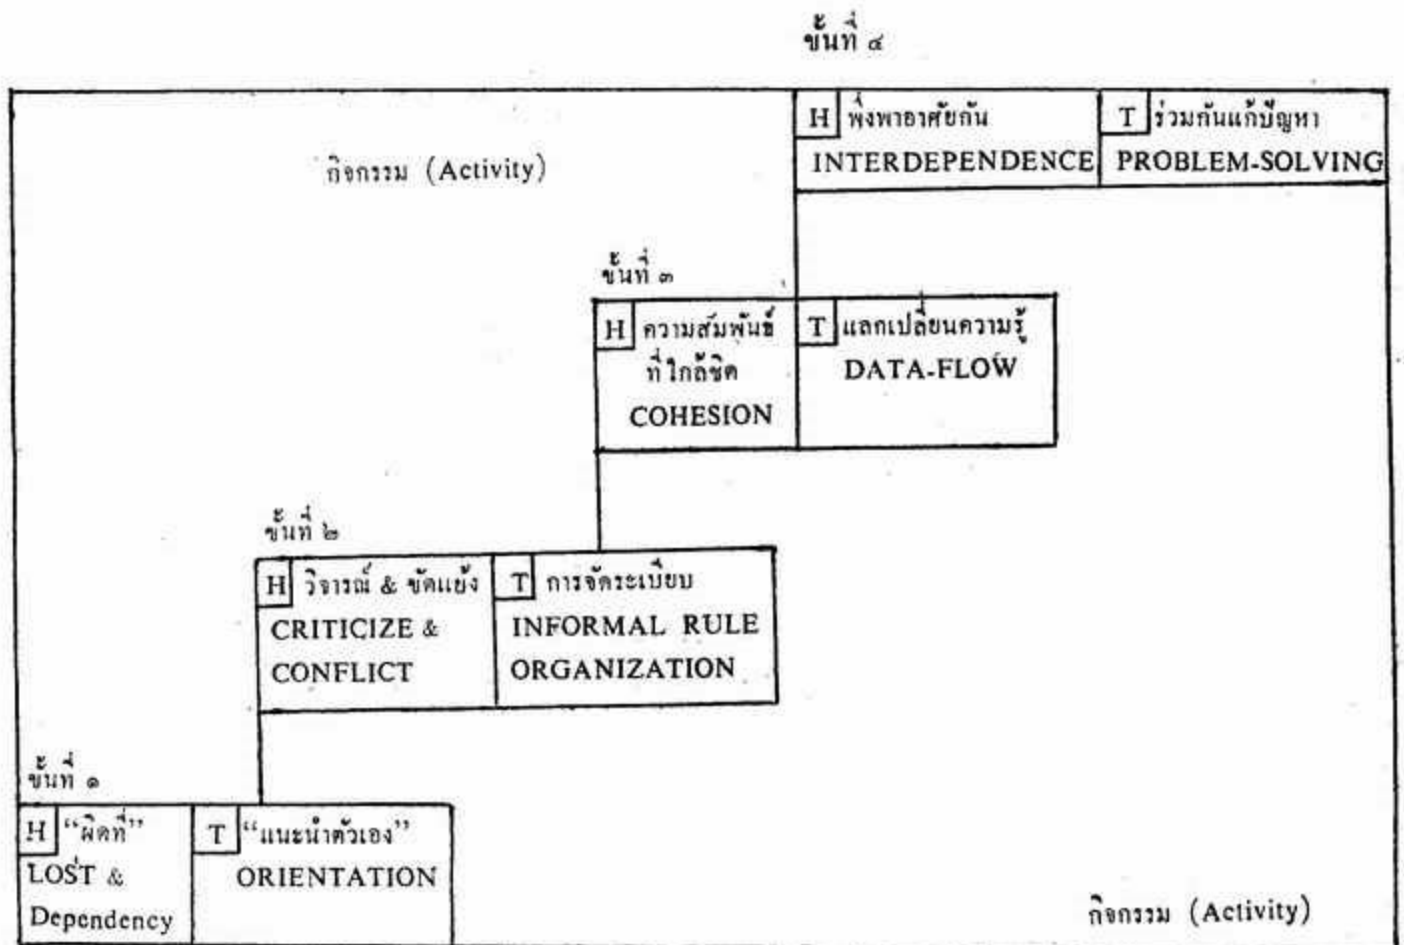 ขั้นที่ ๔
H พึ่งพาอาศัยกัน
INTERDEPENDENCE
T ร่วมกันแก้ปัญหา
PROBLEM-SOLVING
กิจกรรม (Activity)
ขั้นที่ ๓
H ความสัมพันธ์
ที่ใกล้ชิด
COHESION
T แลกเปลี่ยนความรู้
DATA-FLOW
ขั้นที่ ๒
H วิจารณ์ & ขัดแย้ง
CRITICIZE &
CONFLICT
T การจัดระเบียบ
INFORMAL RULE
ORGANIZATION
ขั้นที่ ๑
H “ผิดที่”
LOST &
Dependency
T “แนะนำตัวเอง”
ORIENTATION
กิจกรรม (Activity)